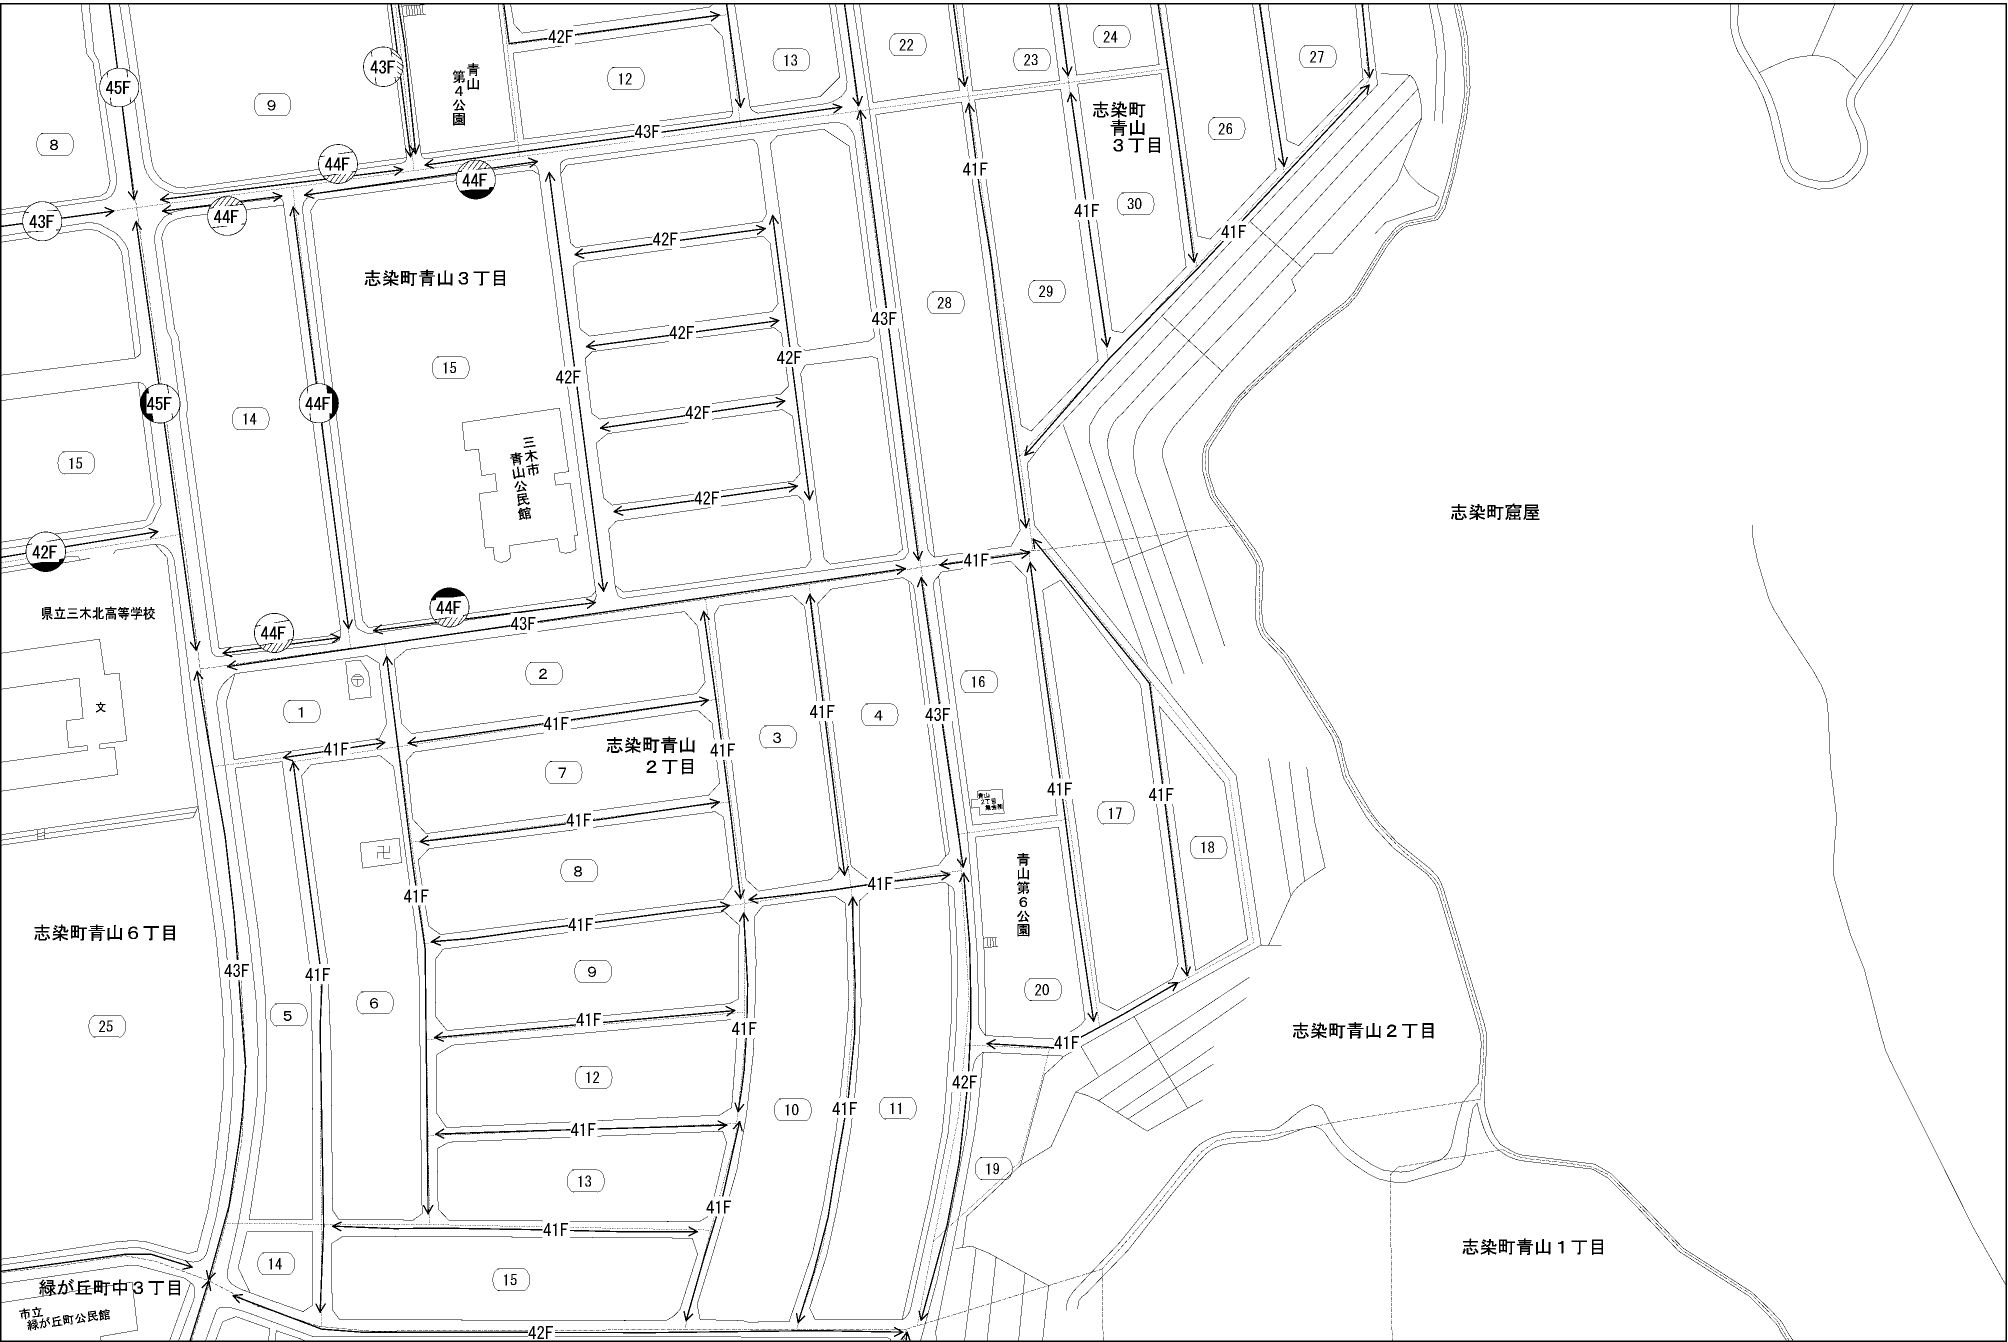 42F
24
22
13
23
27
43F
青山
第4公園
12
45F
9
志染町
青山
3丁目
26
43F
8
44F
41F
44F
30
41F
44F
43F
41F
42F
志染町青山3丁目
29
28
43F
42F
42F
15
42F
45F
44F
42F
14
三木市
青山公民館
15
42F
志染町窟屋
42F
41F
県立三木北高等学校
44F
43F
44F
2
16
文
1
41F
43F
4
41F
3
41F
41F
志染町青山
2丁目
7
41F
41F
青山
2丁目
集会所
17
41F
18
8
青山第6公園
41F
41F
41F
志染町青山6丁目
9
43F
41F
20
6
5
25
41F
41F
志染町青山2丁目
41F
12
42F
10
41F
11
41F
19
13
41F
41F
志染町青山1丁目
14
15
緑が丘町中3丁目
市立
緑が丘町公民館
42F